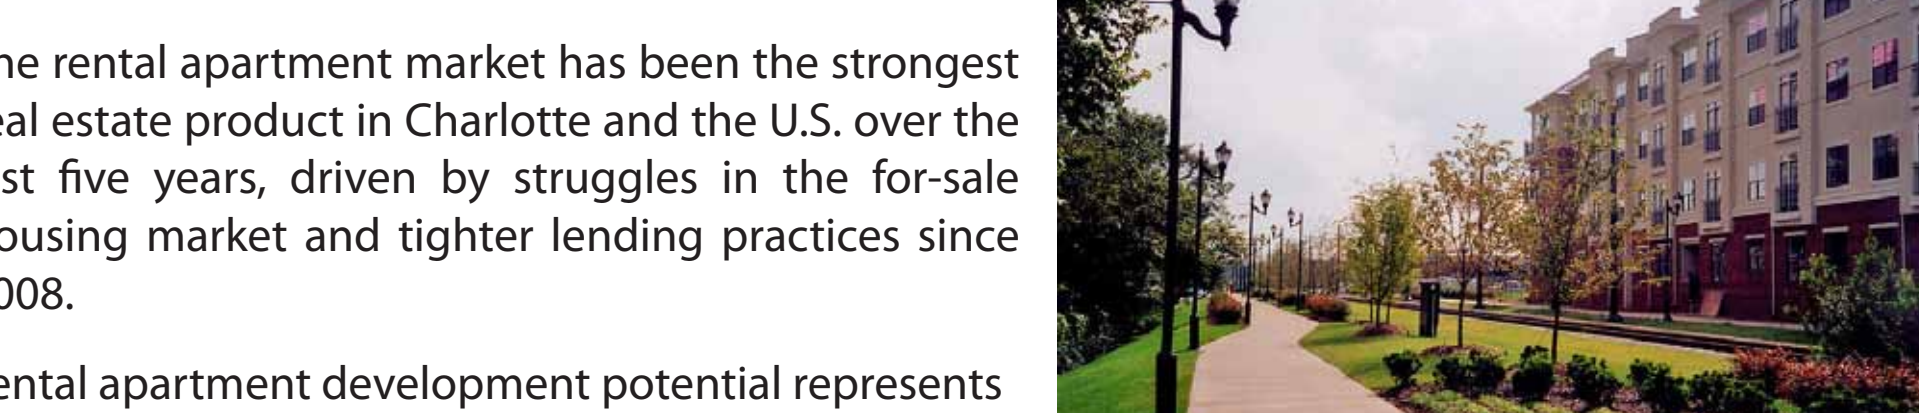 he rental apartment market has been the strongest
eal estate product in Charlotte and the U.S. over the
st five years, driven by struggles in the for-sale
ousing market and tighter lending practices since
008.
ental apartment development potential represents